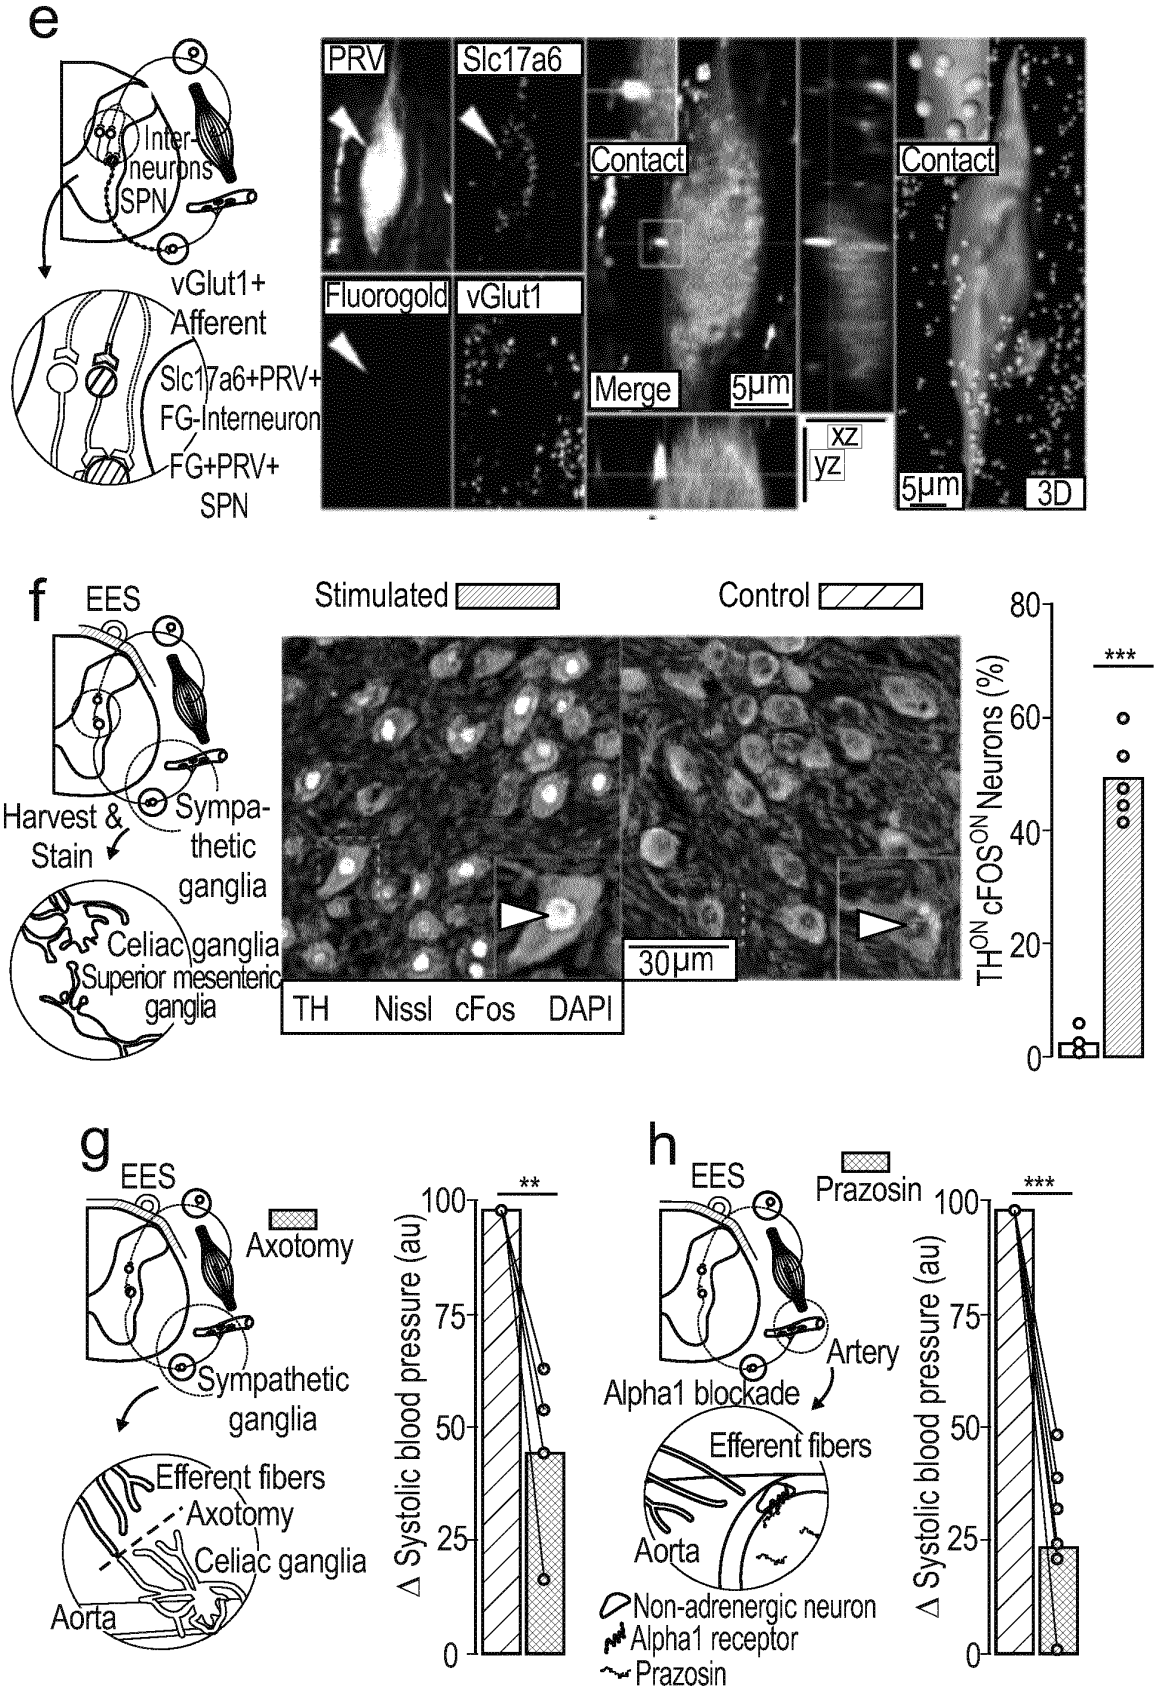 e
Inter-
neurons
SPN
vGlut1+
Afferent
Slc17a6+PRV+
FG-Interneuron
FG+PRV+
SPN
PRV
Slc17a6
Fluorogold
vGlut1
Contact
Merge
5µm
xz
yz
Contact
5µm
3D
f
EES
Harvest &
Stain
Sympa-
thetic
ganglia
Celiac ganglia
Superior mesenteric
ganglia
Stimulated
Control
30µm
TH Nissl cFos DAPI
TH^ON cFOS^ON Neurons (%)
80
60
40
20
0
***
g
EES
Axotomy
Sympathetic
ganglia
Efferent fibers
Axotomy
Celiac ganglia
Aorta
Δ Systolic blood pressure (au)
100
75
50
25
0
**
h
EES
Prazosin
Artery
Alpha1 blockade
Efferent fibers
Aorta
Non-adrenergic neuron
Alpha1 receptor
Prazosin
Δ Systolic blood pressure (au)
100
75
50
25
0
***